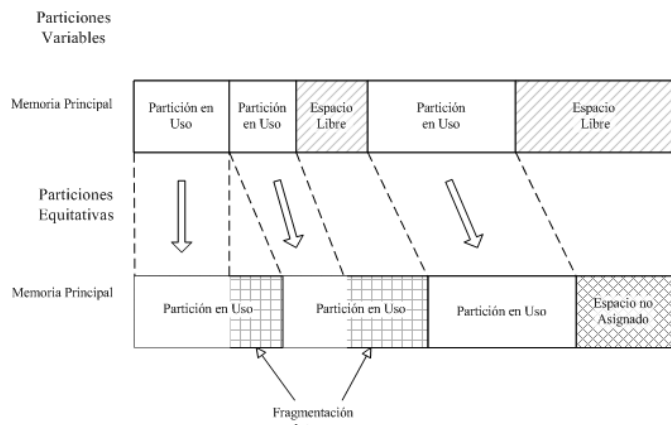 Particiones
Variables
Memoria Principal
Partición en
Uso
Partición
en Uso
Espacio
Libre
Partición
en Uso
Espacio
Libre
Particiones
Equitativas
Memoria Principal
Partición en Uso
Partición en Uso
Partición en Uso
Espacio no
Asignado
Fragmentación